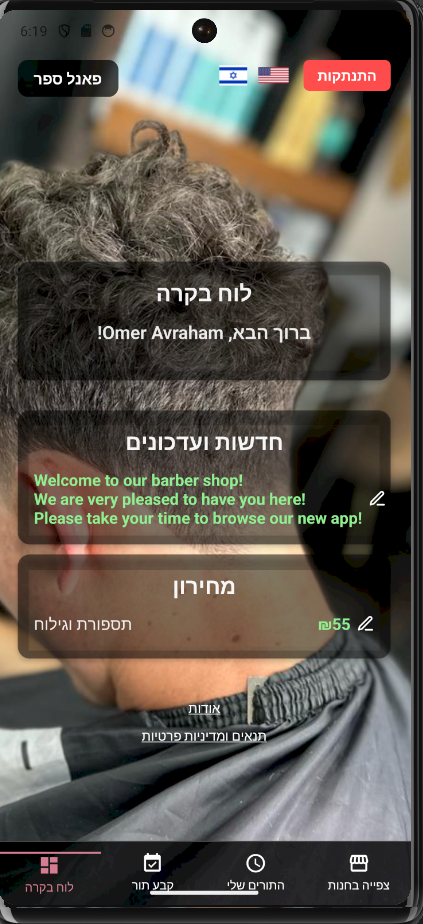 6:19
התנתקות
פאנל ספר
לוח בקרה
ברוך הבא, Omer Avraham!
חדשות ועדכונים
Welcome to our barber shop!
We are very pleased to have you here!
Please take your time to browse our new app!
מחירון
תספורת וגילוח
₪55
אודות
תנאים ומדיניות פרטיות
צפייה בחנות
התורים שלי
קבע תור
לוח בקרה